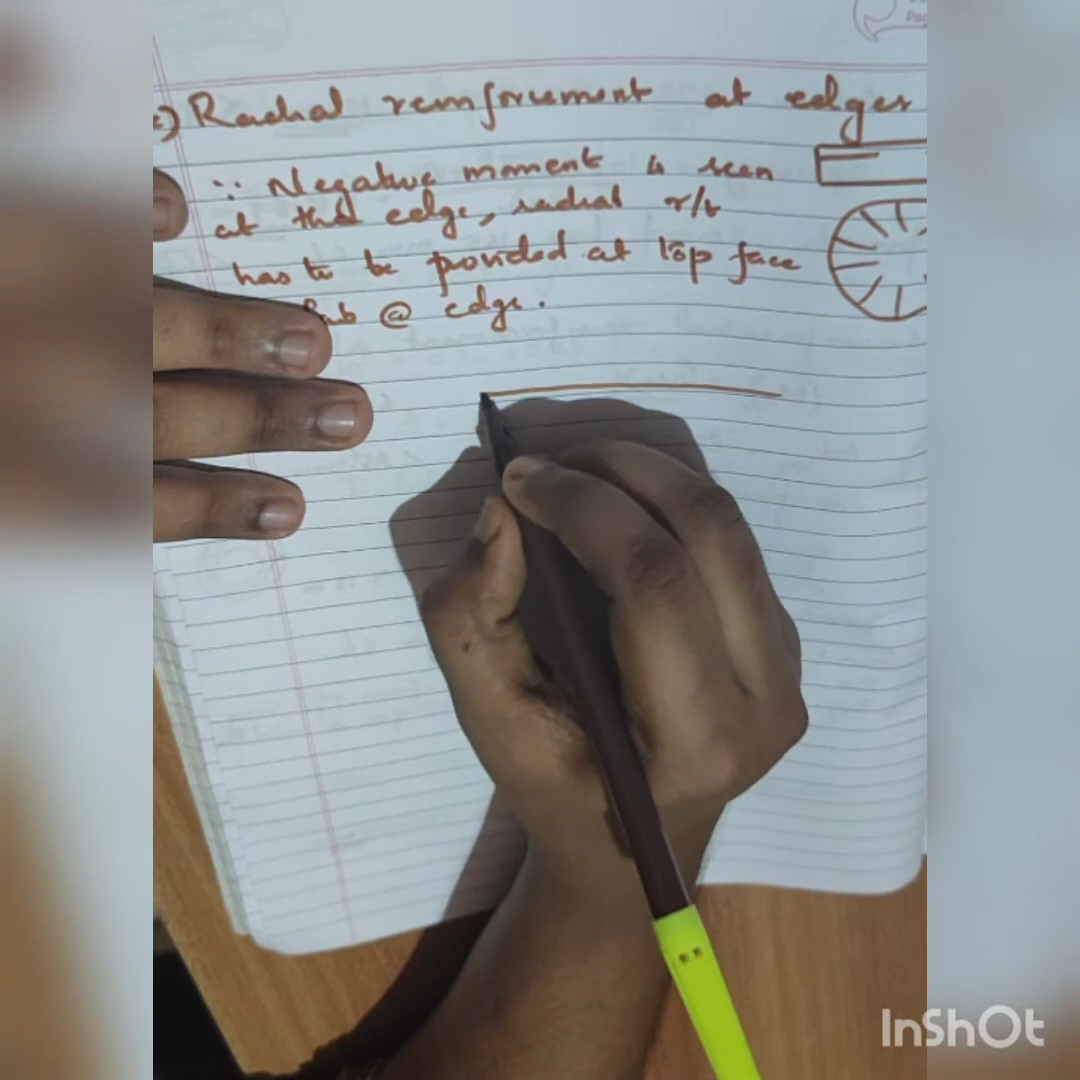 c) Radial reinforcement at edges
∵ Negative moment is seen
at the edge, radial r/t
has to be provided at top face
slab @ edge.
InShOt